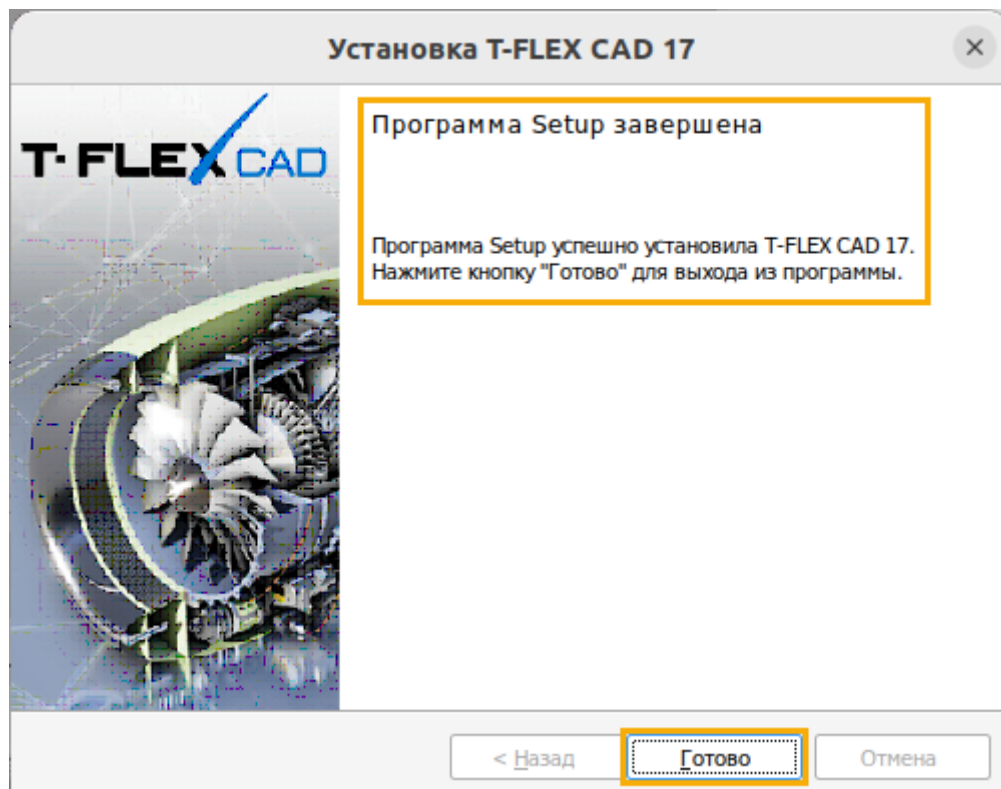 Установка T-FLEX CAD 17
T-FLEX CAD
Программа Setup завершена
Программа Setup успешно установила T-FLEX CAD 17.
Нажмите кнопку "Готово" для выхода из программы.
< Назад
Готово
Отмена